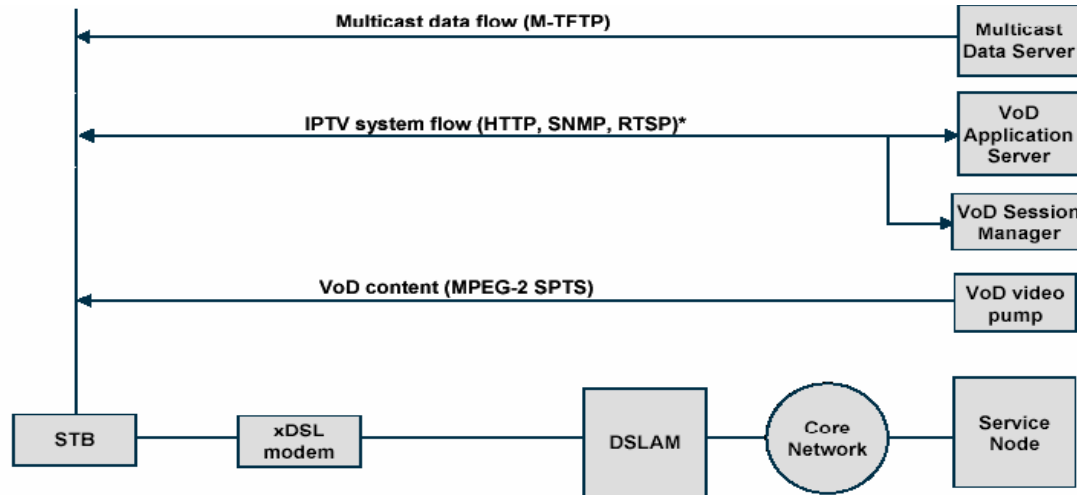 Multicast data flow (M-TFTP)
Multicast
Data Server
IPTV system flow (HTTP, SNMP, RTSP)*
VoD
Application
Server
VoD Session
Manager
VoD content (MPEG-2 SPTS)
VoD video
pump
STB
xDSL
modem
DSLAM
Core
Network
Service
Node